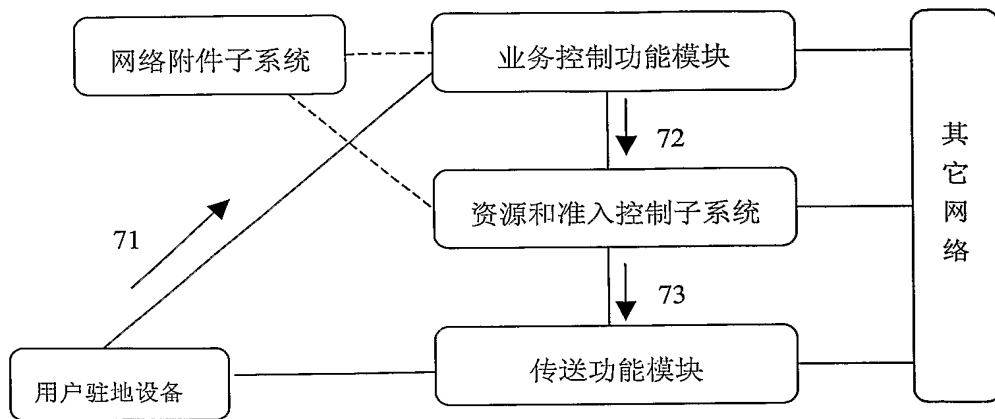 网络附件子系统
业务控制功能模块
72
资源和准入控制子系统
71
73
用户驻地设备
传送功能模块
其它网络